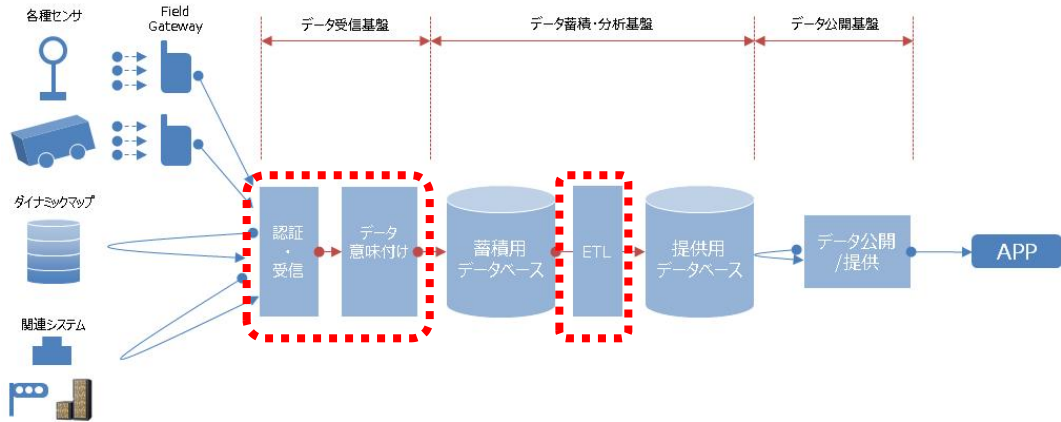 各種センサ
Field
Gateway
データ受信基盤
データ蓄積・分析基盤
データ公開基盤
ダイナミックマップ
関連システム
認証
・
受信
データ
意味付け
蓄積用
データベース
ETL
提供用
データベース
データ公開
/提供
APP